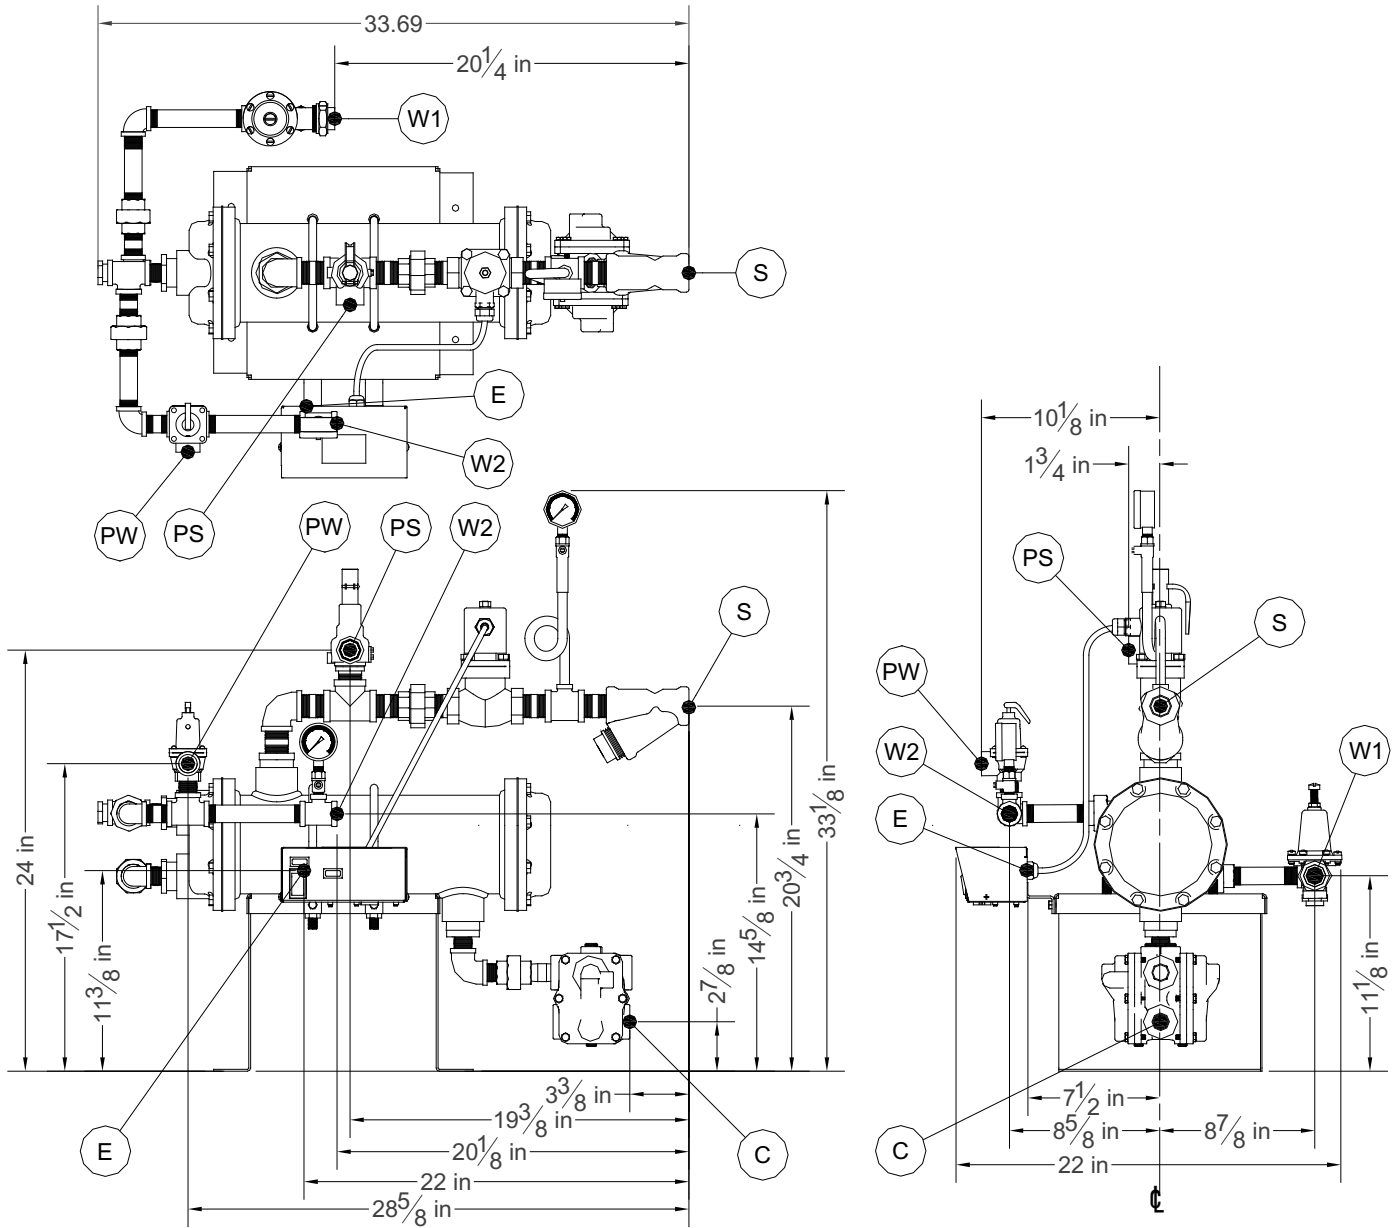 33.69
20 1/4 in
W1
S
E
W2
PW
PS
PW
PS
W2
S
24 in
17 1/2 in
11 3/8 in
33 1/8 in
20 3/4 in
14 5/8 in
2 7/8 in
3 3/8 in
19 3/8 in
20 1/8 in
22 in
28 5/8 in
E
C
10 1/8 in
1 3/4 in
PS
S
PW
W2
W1
E
11 1/8 in
7 1/2 in
8 5/8 in
8 7/8 in
22 in
C
℄